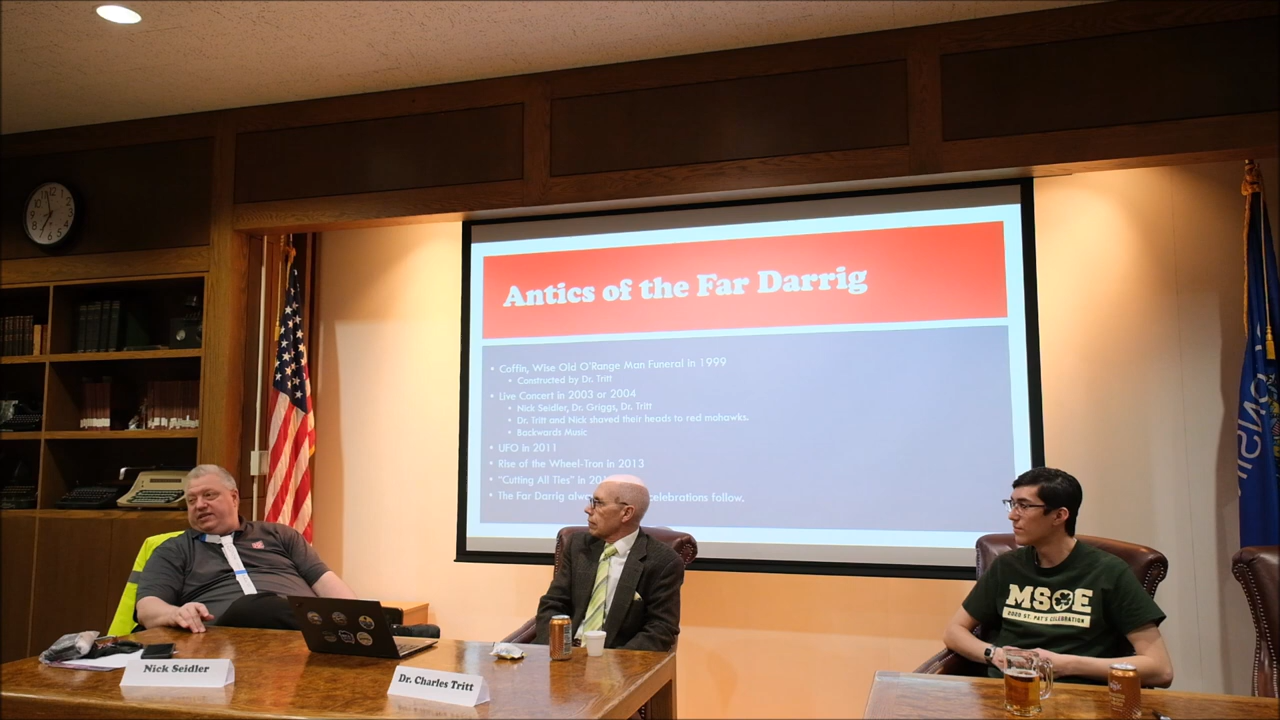 Antics of the Far Darrig
• Coffin, Wise Old O'Range Man Funeral in 1999
• Constructed by Dr. Tritt
• Live Concert in 2003 or 2004
• Nick Seidler, Dr. Griggs, Dr. Tritt
• Dr. Tritt and Nick shaved their heads to red mohawks.
• Backwards Music
• UFO in 2011
• Rise of the Wheel-Tron in 2013
• "Cutting All Ties" in
• The Far Darrig celebrations follow.
MSOE
2020 ST. PAT'S CELEBRATION
Nick Seidler
Dr. Charles Tritt